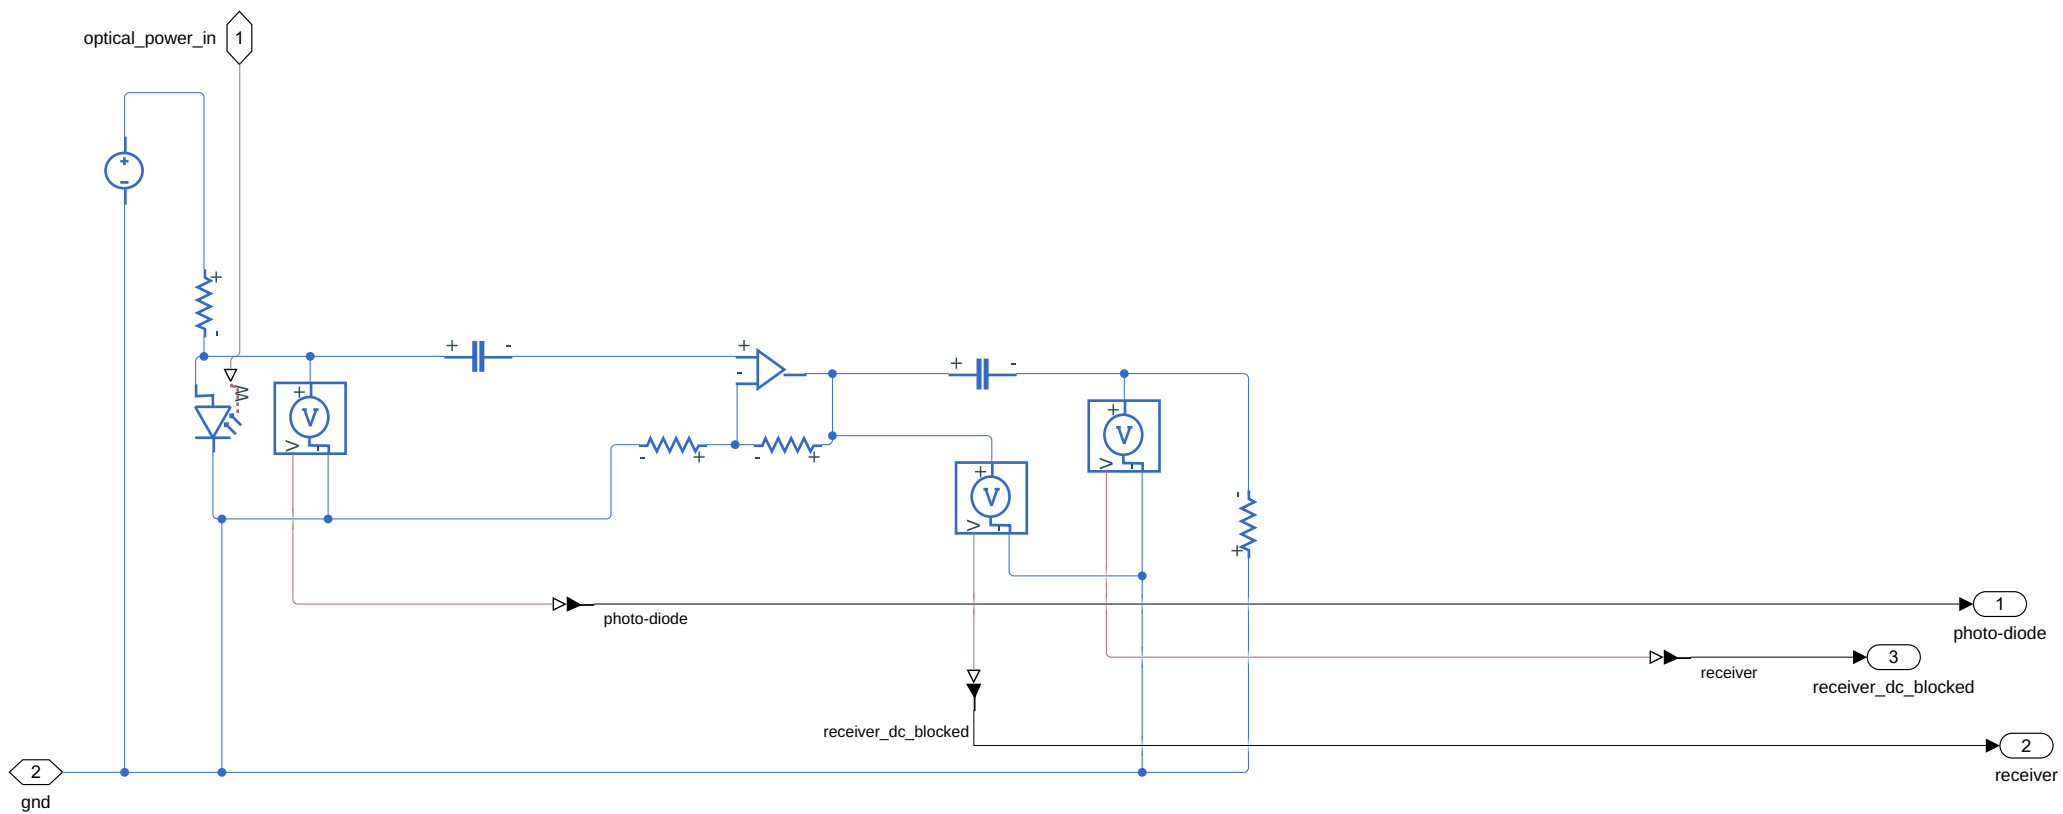 optical_power_in 1
+
-
+
-
W
+
V
V
-
+ -
+
-
- +
- +
+ -
+
V
V
-
+
V
V
-
-
+
photo-diode
1
photo-diode
receiver
3
receiver_dc_blocked
receiver_dc_blocked
2
receiver
2
gnd